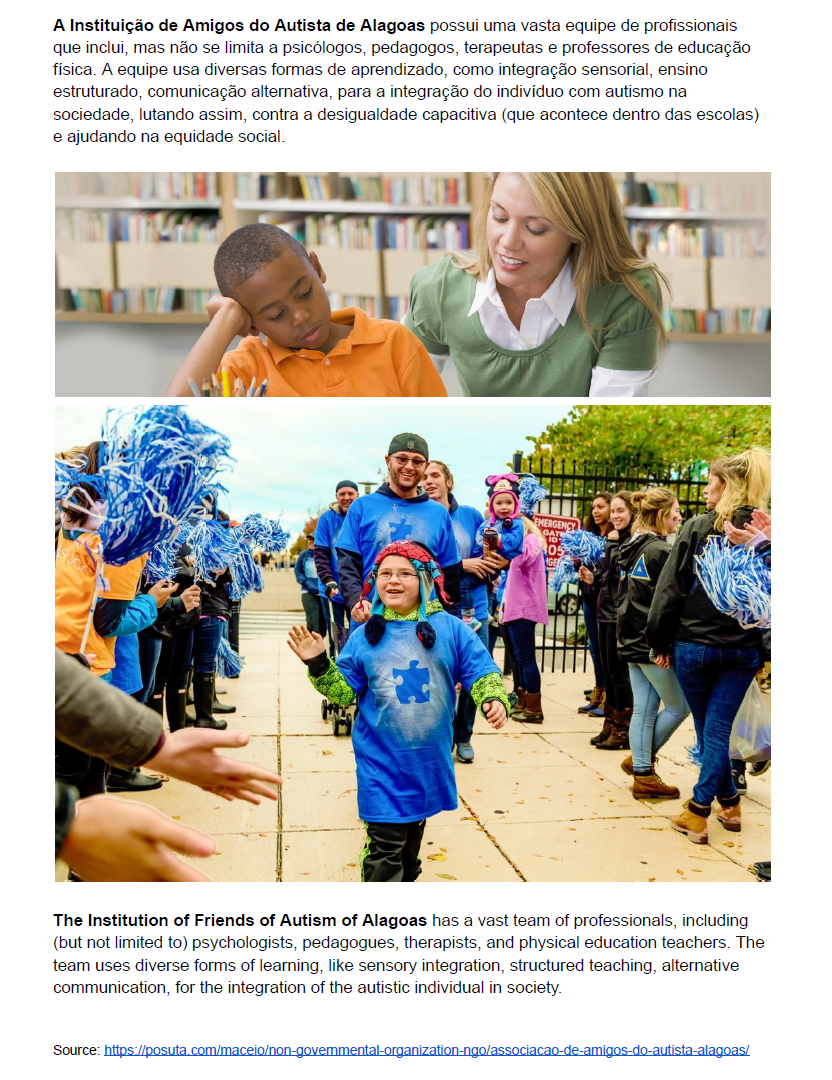 A Instituição de Amigos do Autista de Alagoas possui uma vasta equipe de profissionais
que inclui, mas não se limita a psicólogos, pedagogos, terapeutas e professores de educação
física. A equipe usa diversas formas de aprendizado, como integração sensorial, ensino
estruturado, comunicação alternativa, para a integração do indivíduo com autismo na
sociedade, lutando assim, contra a desigualdade capacitiva (que acontece dentro das escolas)
e ajudando na equidade social.
EMERGENCY
GATE
The Institution of Friends of Autism of Alagoas has a vast team of professionals, including
(but not limited to) psychologists, pedagogues, therapists, and physical education teachers. The
team uses diverse forms of learning, like sensory integration, structured teaching, alternative
communication, for the integration of the autistic individual in society.
Source: https://posuta.com/maceio/non-governmental-organization-ngo/associacao-de-amigos-do-autista-alagoas/